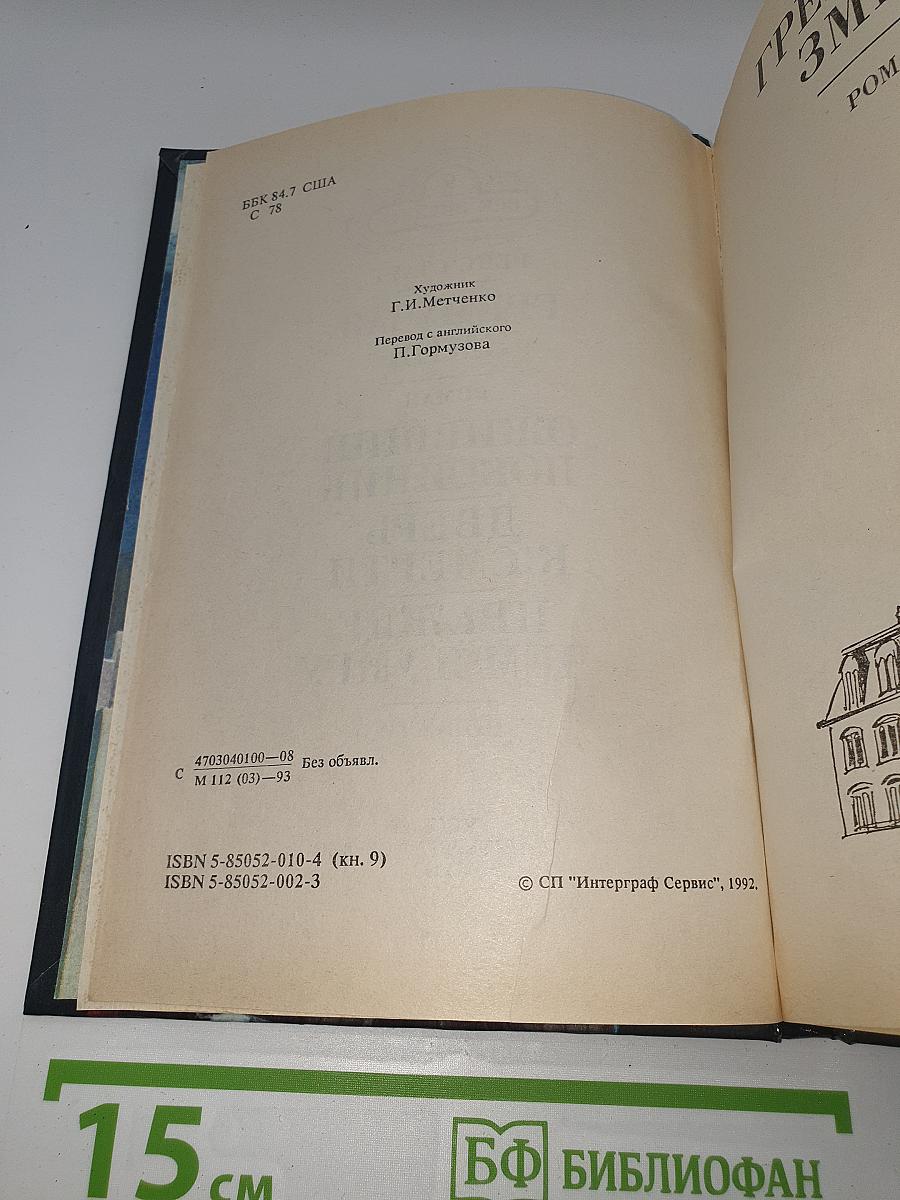 ББК 84.7 США
С 78
Художник
Г.И.Метченко
Перевод с английского
П.Гормузова
С 4703040100—08 Без объявл.
М 112 (03)—93
ISBN 5-85052-010-4 (кн. 9)
ISBN 5-85052-002-3
© СП "Интерграф Сервис", 1992.
15 см
БФ БИБЛИОФАН